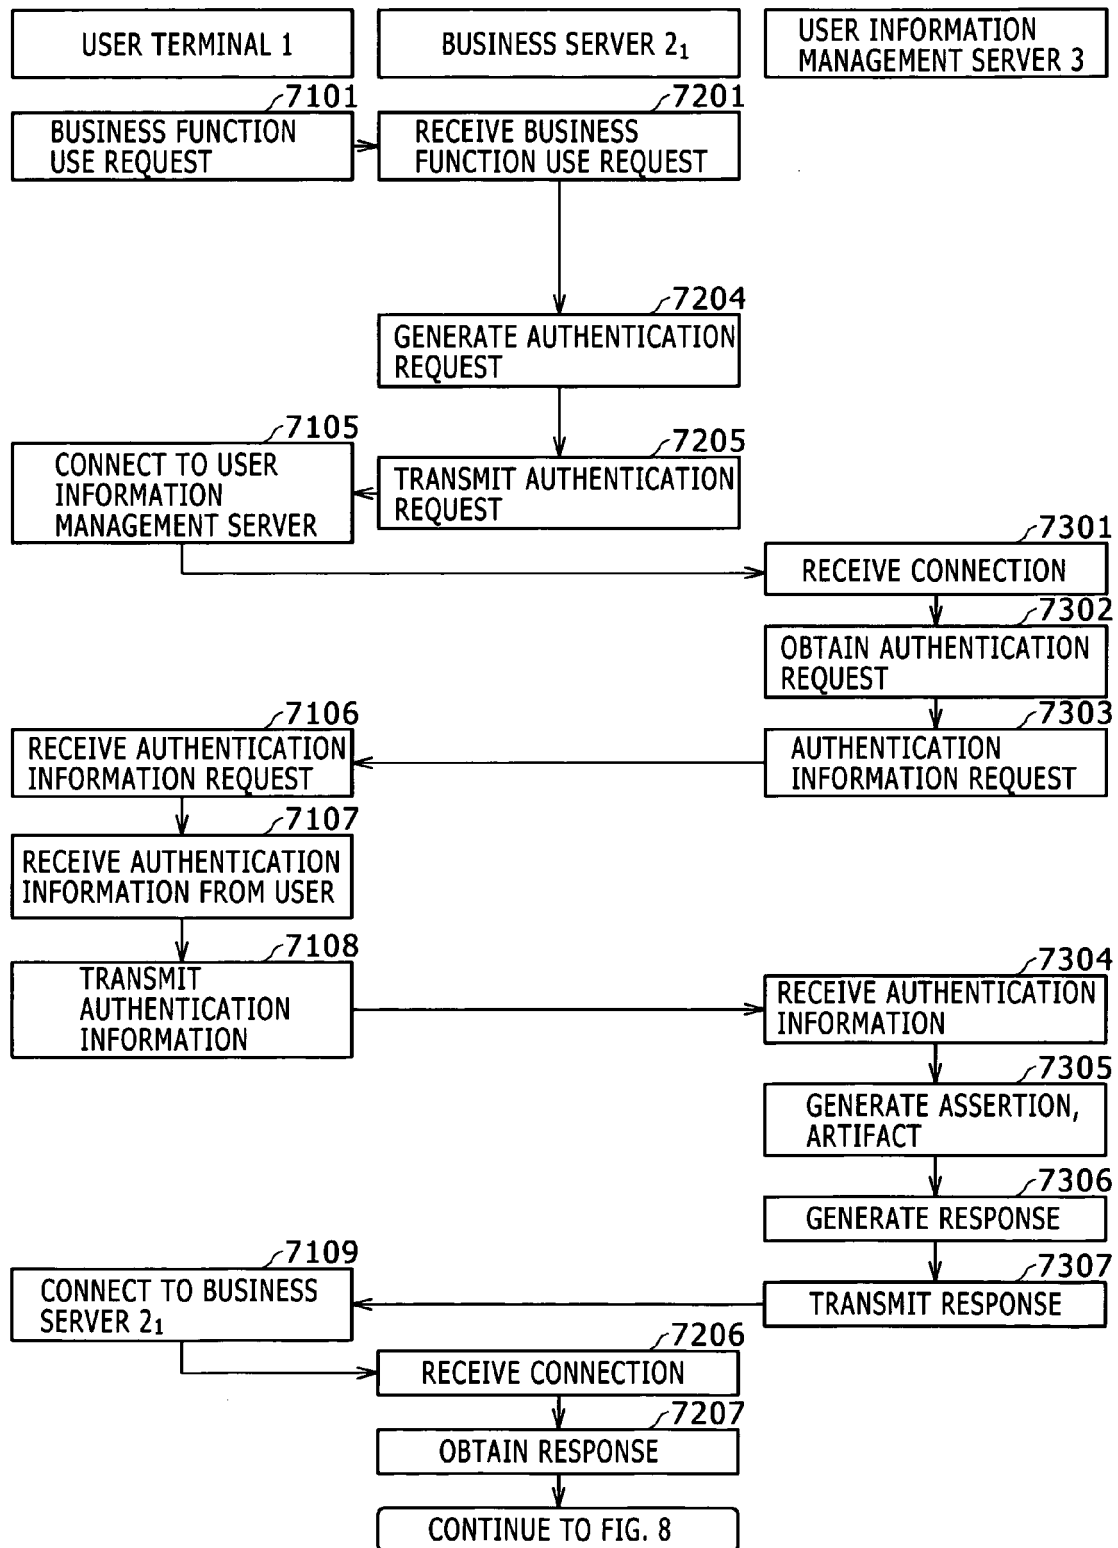 USER TERMINAL 1
BUSINESS SERVER 2₁
USER INFORMATION
MANAGEMENT SERVER 3
7101
BUSINESS FUNCTION
USE REQUEST
7201
RECEIVE BUSINESS
FUNCTION USE REQUEST
7204
GENERATE AUTHENTICATION
REQUEST
7205
TRANSMIT AUTHENTICATION
REQUEST
7105
CONNECT TO USER
INFORMATION
MANAGEMENT SERVER
7301
RECEIVE CONNECTION
7302
OBTAIN AUTHENTICATION
REQUEST
7303
AUTHENTICATION
INFORMATION REQUEST
7106
RECEIVE AUTHENTICATION
INFORMATION REQUEST
7107
RECEIVE AUTHENTICATION
INFORMATION FROM USER
7108
TRANSMIT
AUTHENTICATION
INFORMATION
7304
RECEIVE AUTHENTICATION
INFORMATION
7305
GENERATE ASSERTION,
ARTIFACT
7306
GENERATE RESPONSE
7307
TRANSMIT RESPONSE
7109
CONNECT TO BUSINESS
SERVER 2₁
7206
RECEIVE CONNECTION
7207
OBTAIN RESPONSE
CONTINUE TO FIG. 8